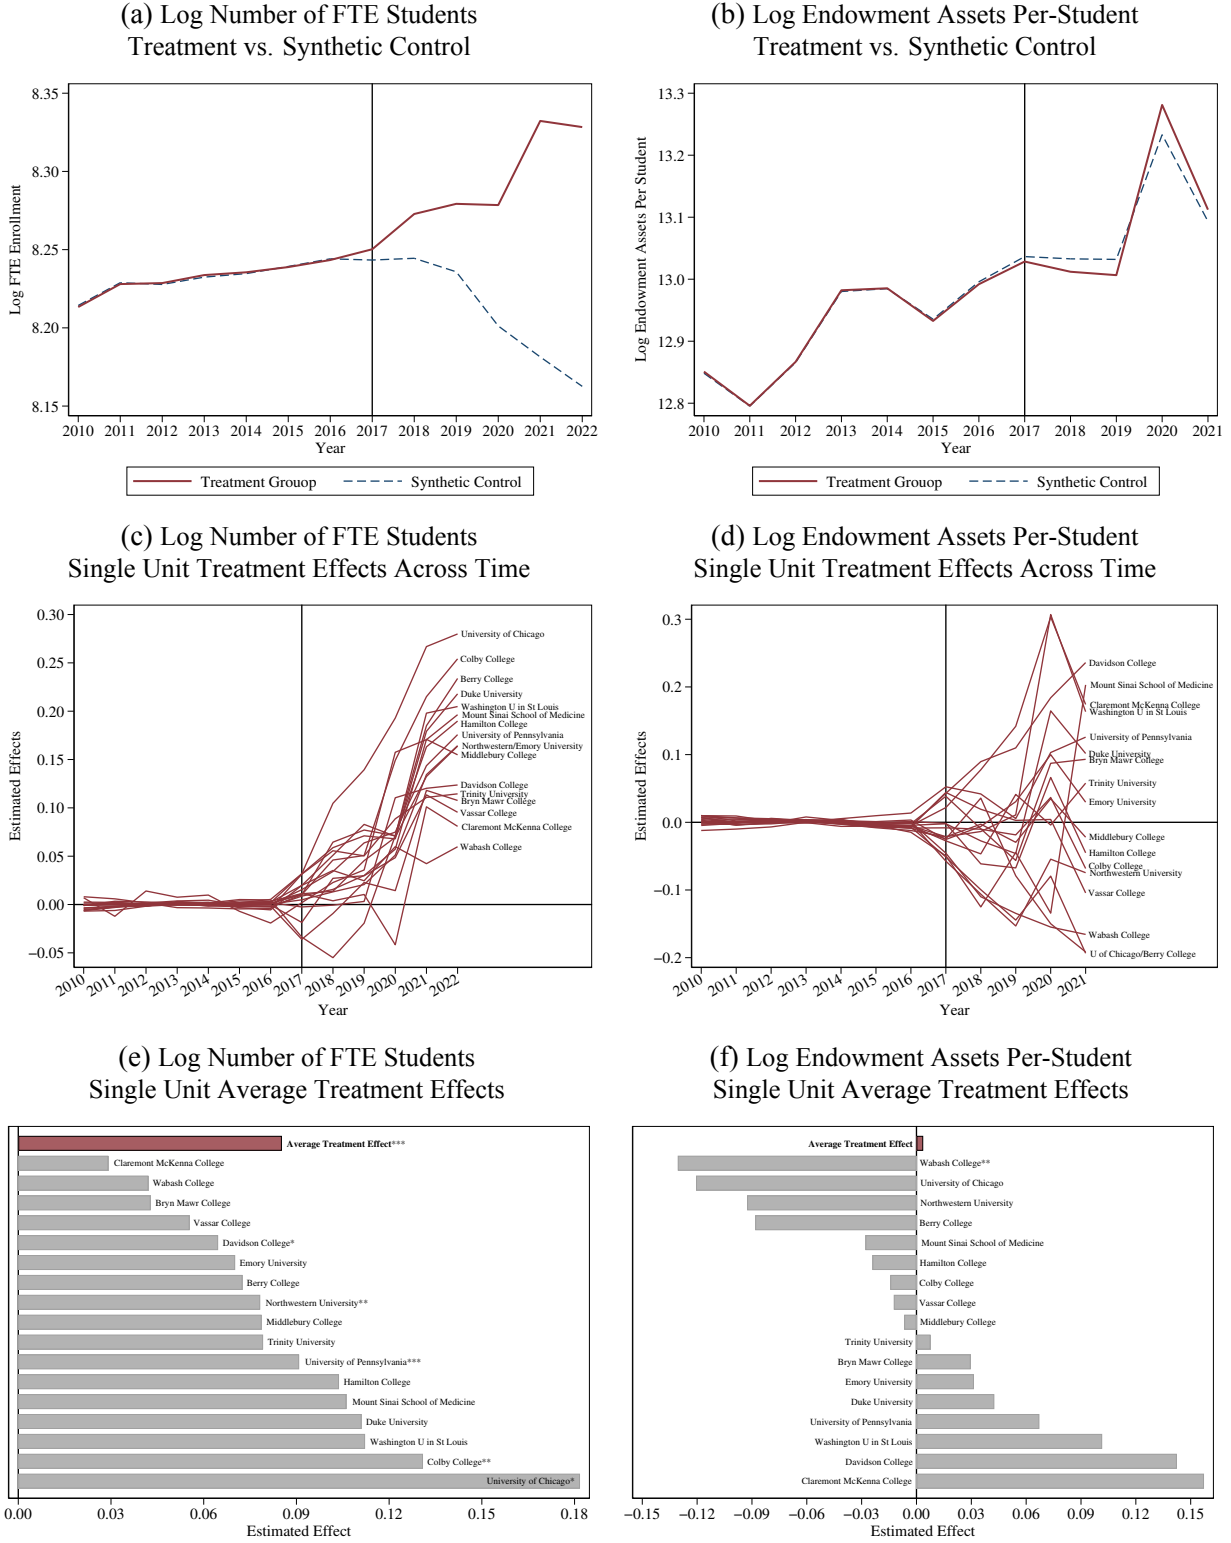 (a) Log Number of FTE Students
Treatment vs. Synthetic Control
8.35
8.30
8.25
8.20
8.15
Log FTE Enrollment
2010 2011 2012 2013 2014 2015 2016 2017 2018 2019 2020 2021 2022
Year
Treatment Grouop
Synthetic Control
(b) Log Endowment Assets Per-Student
Treatment vs. Synthetic Control
13.3
13.2
13.1
13.0
12.9
12.8
Log Endowment Assets Per Student
2010 2011 2012 2013 2014 2015 2016 2017 2018 2019 2020 2021
Year
Treatment Grouop
Synthetic Control
(c) Log Number of FTE Students
Single Unit Treatment Effects Across Time
0.30
0.25
0.20
0.15
0.10
0.05
0.00
−0.05
Estimated Effects
University of Chicago
Colby College
Berry College
Duke University
Washington U in St Louis
Mount Sinai School of Medicine
Hamilton College
University of Pennsylvania
Northwestern/Emory University
Middlebury College
Davidson College
Trinity University
Bryn Mawr College
Vassar College
Claremont McKenna College
Wabash College
2010 2011 2012 2013 2014 2015 2016 2017 2018 2019 2020 2021 2022
Year
(d) Log Endowment Assets Per-Student
Single Unit Treatment Effects Across Time
0.3
0.2
0.1
0.0
−0.1
−0.2
Estimated Effects
Davidson College
Mount Sinai School of Medicine
Claremont McKenna College
Washington U in St Louis
University of Pennsylvania
Duke University
Bryn Mawr College
Trinity University
Emory University
Middlebury College
Hamilton College
Colby College
Northwestern University
Vassar College
Wabash College
U of Chicago/Berry College
2010 2011 2012 2013 2014 2015 2016 2017 2018 2019 2020 2021
Year
(e) Log Number of FTE Students
Single Unit Average Treatment Effects
Average Treatment Effect***
Claremont McKenna College
Wabash College
Bryn Mawr College
Vassar College
Davidson College*
Emory University
Berry College
Northwestern University**
Middlebury College
Trinity University
University of Pennsylvania***
Hamilton College
Mount Sinai School of Medicine
Duke University
Washington U in St Louis
Colby College**
University of Chicago*
0.00 0.03 0.06 0.09 0.12 0.15 0.18
Estimated Effect
(f) Log Endowment Assets Per-Student
Single Unit Average Treatment Effects
Average Treatment Effect
Wabash College**
University of Chicago
Northwestern University
Berry College
Mount Sinai School of Medicine
Hamilton College
Colby College
Vassar College
Middlebury College
Trinity University
Bryn Mawr College
Emory University
Duke University
University of Pennsylvania
Washington U in St Louis
Davidson College
Claremont McKenna College
−0.15 −0.12 −0.09 −0.06 −0.03 0.00 0.03 0.06 0.09 0.12 0.15
Estimated Effect